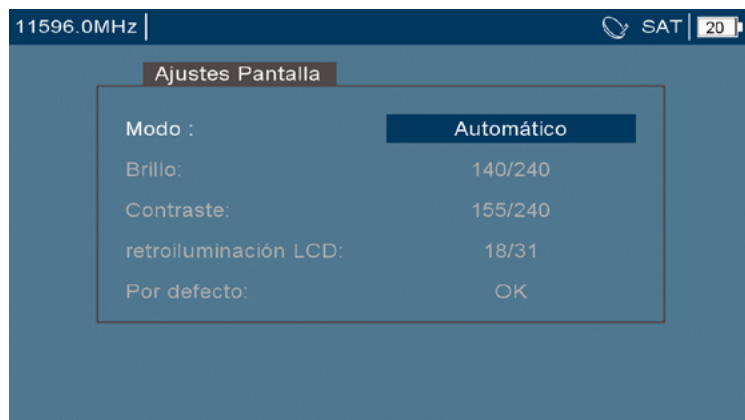 11596.0MHz SAT 20
Ajustes Pantalla
Modo : Automático
Brillo: 140/240
Contraste: 155/240
retroiluminación LCD: 18/31
Por defecto: OK